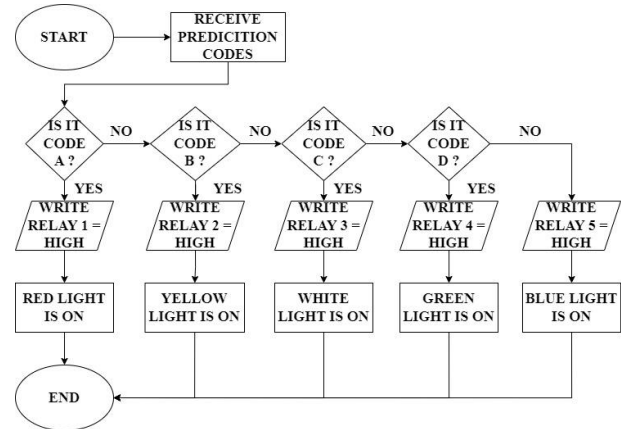 START
RECEIVE
PREDICITION
CODES
IS IT
CODE
A ?
NO
IS IT
CODE
B ?
NO
IS IT
CODE
C ?
NO
IS IT
CODE
D ?
NO
YES
YES
YES
YES
WRITE
RELAY 1 =
HIGH
WRITE
RELAY 2 =
HIGH
WRITE
RELAY 3 =
HIGH
WRITE
RELAY 4 =
HIGH
WRITE
RELAY 5 =
HIGH
RED LIGHT
IS ON
YELLOW
LIGHT IS ON
WHITE
LIGHT IS ON
GREEN
LIGHT IS ON
BLUE LIGHT
IS ON
END